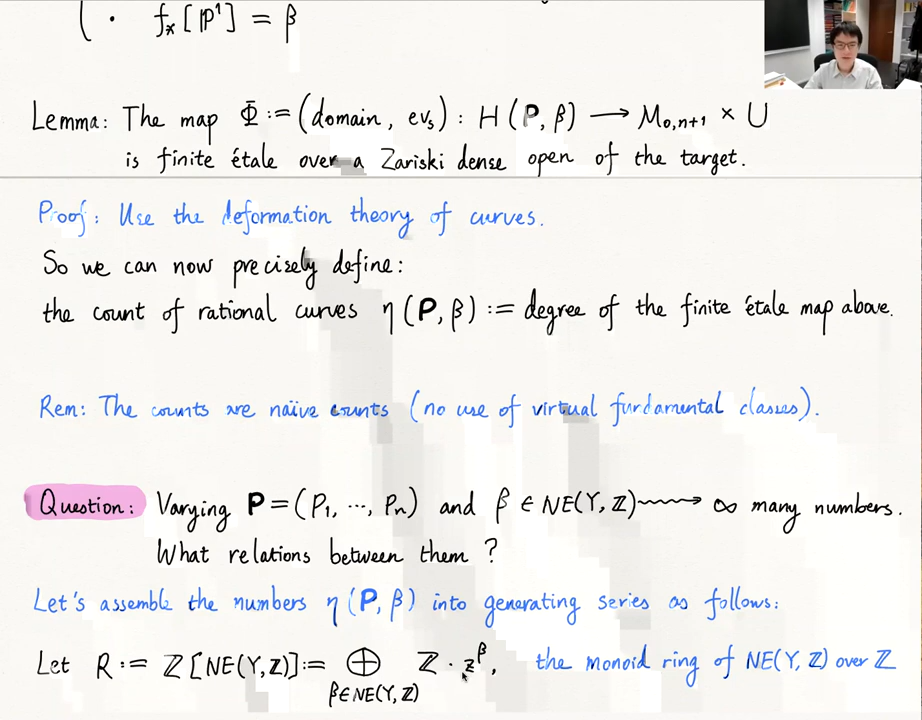 · f_*[ℙ¹] = β
Lemma: The map Φ := (domain, ev_s) : H(P, β) ⟶ M_{0,n+1} × U
is finite étale over a Zariski dense open of the target.
Proof: Use the deformation theory of curves.
So we can now precisely define:
the count of rational curves η(P, β) := degree of the finite étale map above.
Rem: The counts are naïve counts (no use of virtual fundamental classes).
Question: Varying P = (P₁, ⋯, Pₙ) and β ∈ NE(Y, ℤ) ⟿ ∞ many numbers.
What relations between them ?
Let's assemble the numbers η(P, β) into generating series as follows:
Let R := ℤ[NE(Y, ℤ)] := ⊕_{β∈NE(Y, ℤ)} ℤ · z^β, the monoid ring of NE(Y, ℤ) over ℤ